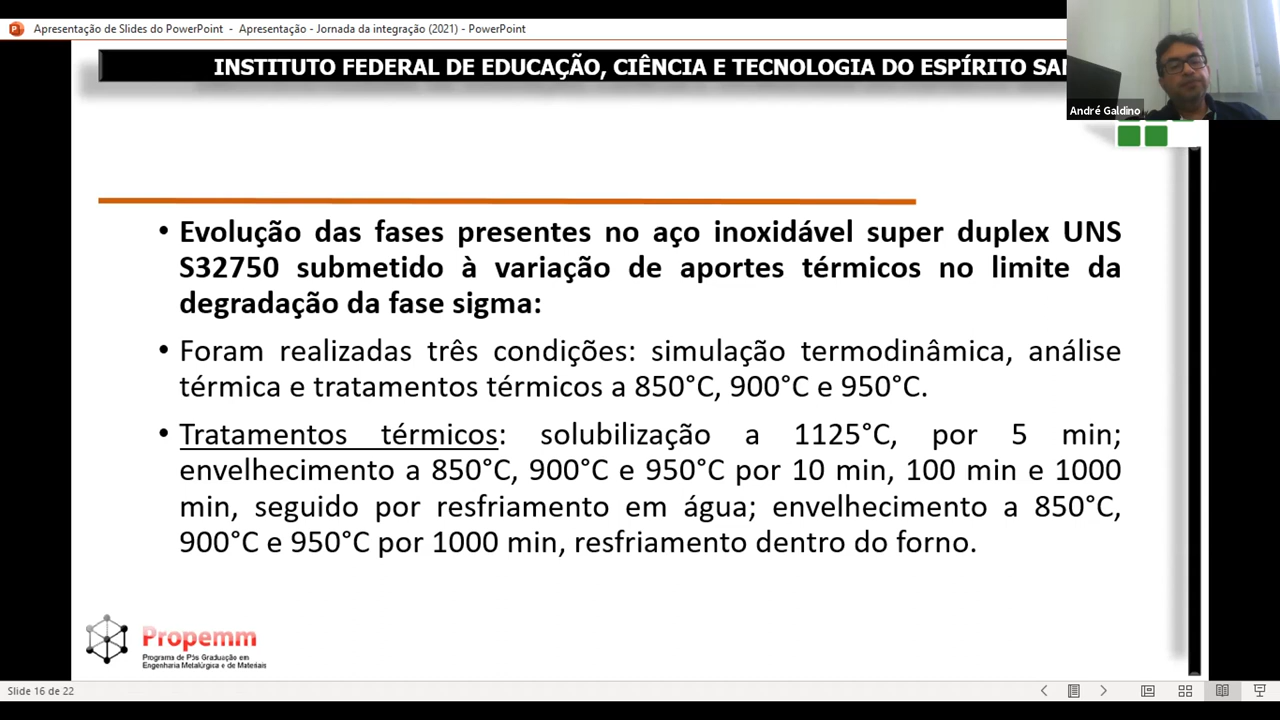 Apresentação de Slides do PowerPoint - Apresentação - Jornada da integração (2021) - PowerPoint
INSTITUTO FEDERAL DE EDUCAÇÃO, CIÊNCIA E TECNOLOGIA DO ESPÍRITO SAN
André Galdino
• Evolução das fases presentes no aço inoxidável super duplex UNS
S32750 submetido à variação de aportes térmicos no limite da
degradação da fase sigma:
• Foram realizadas três condições: simulação termodinâmica, análise
térmica e tratamentos térmicos a 850°C, 900°C e 950°C.
• Tratamentos térmicos: solubilização a 1125°C, por 5 min;
envelhecimento a 850°C, 900°C e 950°C por 10 min, 100 min e 1000
min, seguido por resfriamento em água; envelhecimento a 850°C,
900°C e 950°C por 1000 min, resfriamento dentro do forno.
Propemm
Programa de Pós Graduação em
Engenharia Metalúrgica e de Materiais
Slide 16 de 22